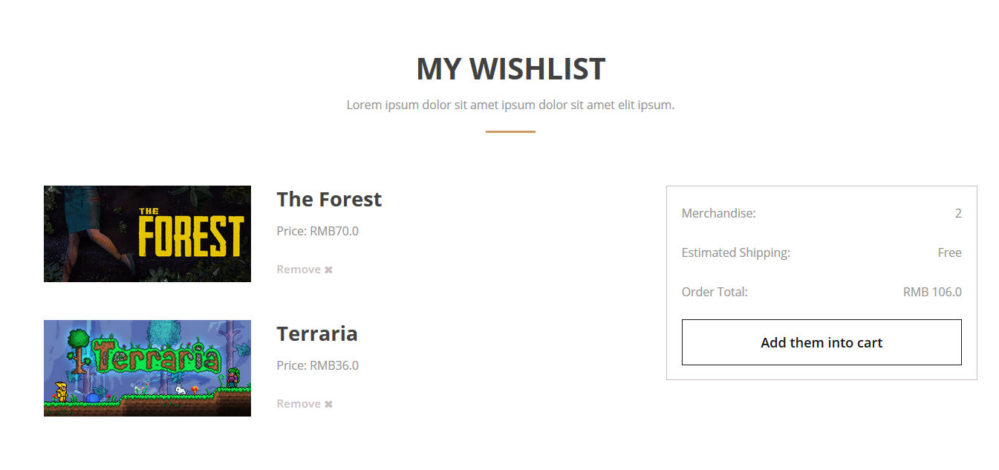 MY WISHLIST
Lorem ipsum dolor sit amet ipsum dolor sit amet elit ipsum.
THE
FOREST
The Forest
Price: RMB70.0
Remove ✖
Terraria
Terraria
Price: RMB36.0
Remove ✖
Merchandise: 2
Estimated Shipping: Free
Order Total: RMB 106.0
Add them into cart